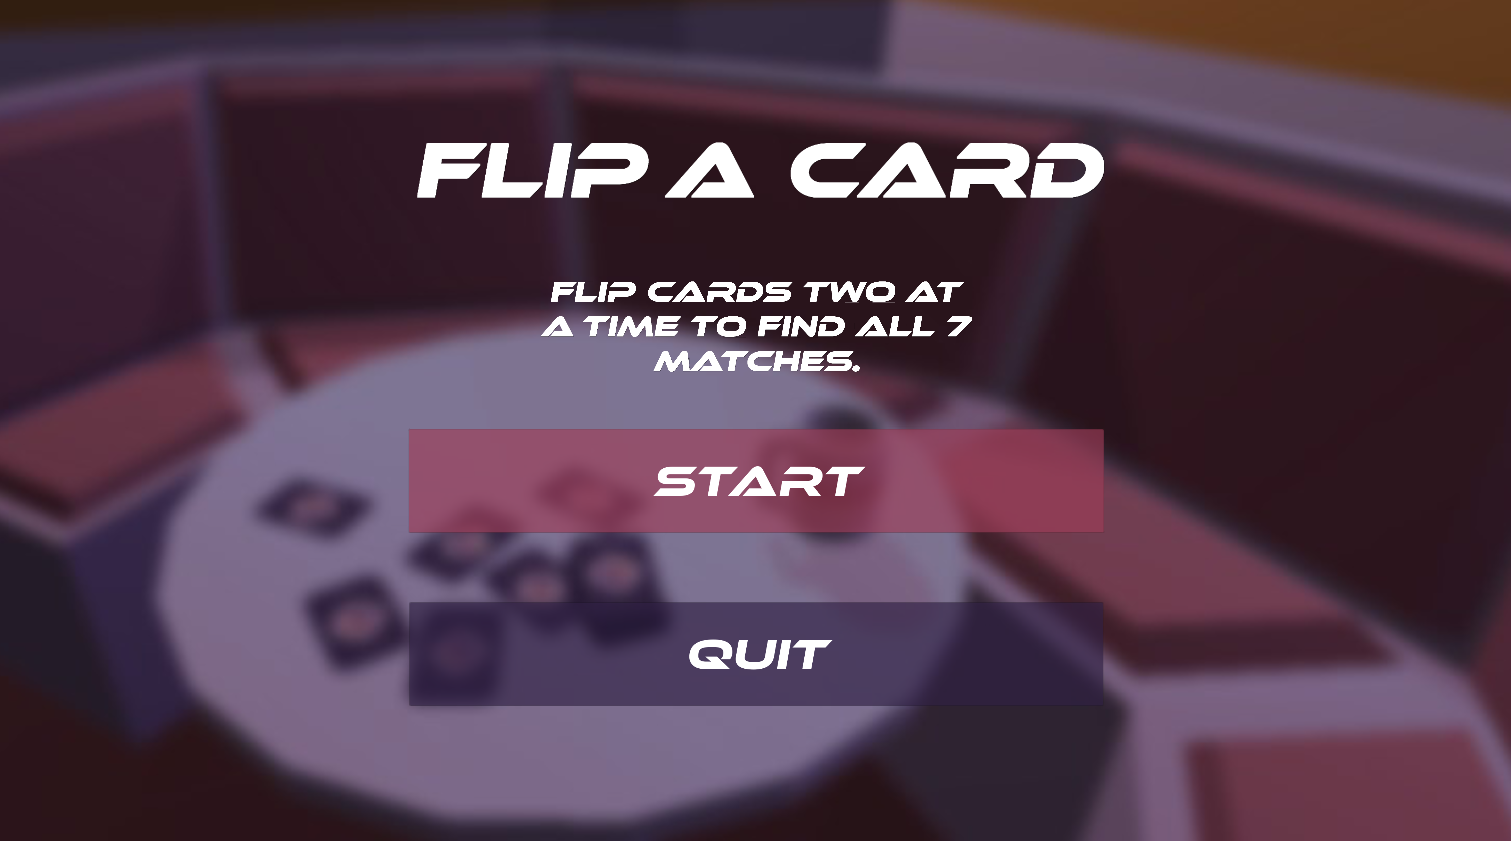 FLIP A CARD
FLIP CARDS TWO AT
A TIME TO FIND ALL 7
MATCHES.
START
QUIT